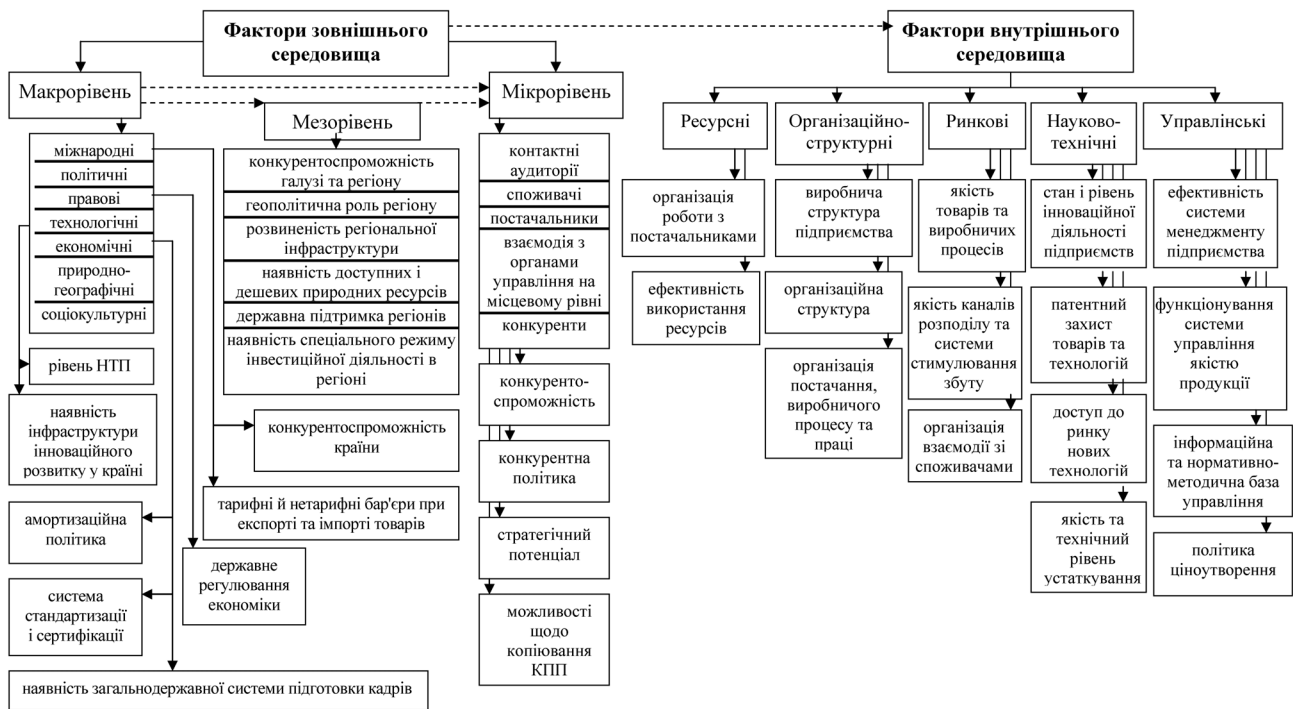 Фактори зовнішнього
середовища
Фактори внутрішнього
середовища
Макрорівень
Мезорівень
Мікрорівень
міжнародні
політичні
правові
технологічні
економічні
природно-
географічні
соціокультурні
рівень НТП
наявність
інфраструктури
інноваційного
розвитку у країні
амортизаційна
політика
система
стандартизації
і сертифікації
наявність загальнодержавної системи підготовки кадрів
конкурентоспроможність
галузі та регіону
геополітична роль регіону
розвиненість регіональної
інфраструктури
наявність доступних і
дешевих природних ресурсів
державна підтримка регіонів
наявність спеціального режиму
інвестиційної діяльності в
регіоні
конкурентоспроможність
країни
тарифні й нетарифні бар'єри при
експорті та імпорті товарів
державне
регулювання
економіки
контактні
аудиторії
споживачі
постачальники
взаємодія з
органами
управління на
місцевому рівні
конкуренти
конкуренто-
спроможність
конкурентна
політика
стратегічний
потенціал
можливості
щодо
копіювання
КПП
Ресурсні
організація
роботи з
постачальниками
ефективність
використання
ресурсів
Організаційно-
структурні
виробнича
структура
підприємства
організаційна
структура
організація
постачання,
виробничого
процесу та
праці
Ринкові
якість
товарів та
виробничих
процесів
якість каналів
розподілу та
системи
стимулювання
збуту
організація
взаємодії зі
споживачами
Науково-
технічні
стан і рівень
інноваційної
діяльності
підприємств
патентний
захист
товарів та
технологій
доступ до
ринку
нових
технологій
якість та
технічний
рівень
устаткування
Управлінські
ефективність
системи
менеджменту
підприємства
функціонування
системи
управління
якістю
продукції
інформаційна
та нормативно-
методична база
управління
політика
ціноутворення